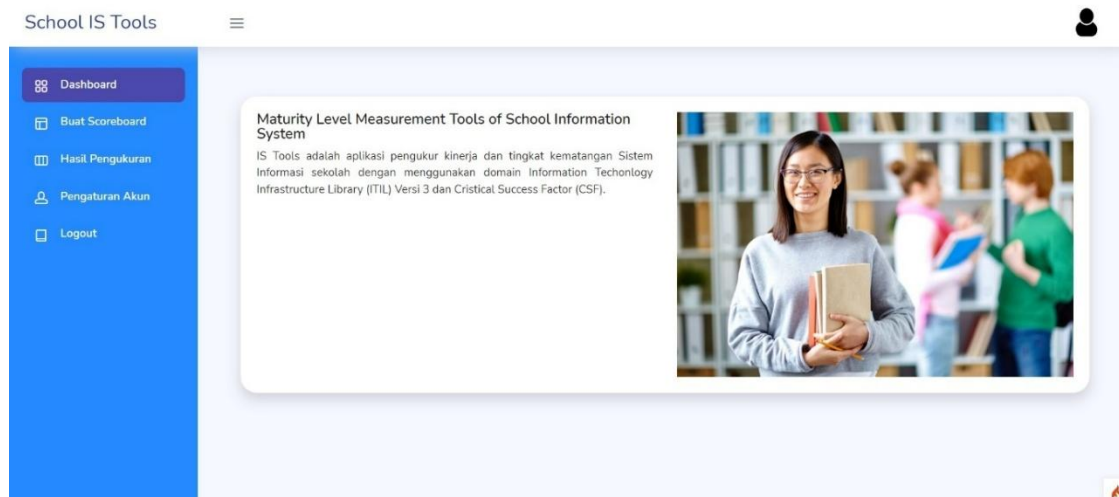 School IS Tools
Dashboard
Buat Scoreboard
Hasil Pengukuran
Pengaturan Akun
Logout
Maturity Level Measurement Tools of School Information
System
IS Tools adalah aplikasi pengukur kinerja dan tingkat kematangan Sistem
Informasi sekolah dengan menggunakan domain Information Techonlogy
Infrastructure Library (ITIL) Versi 3 dan Cristical Success Factor (CSF).